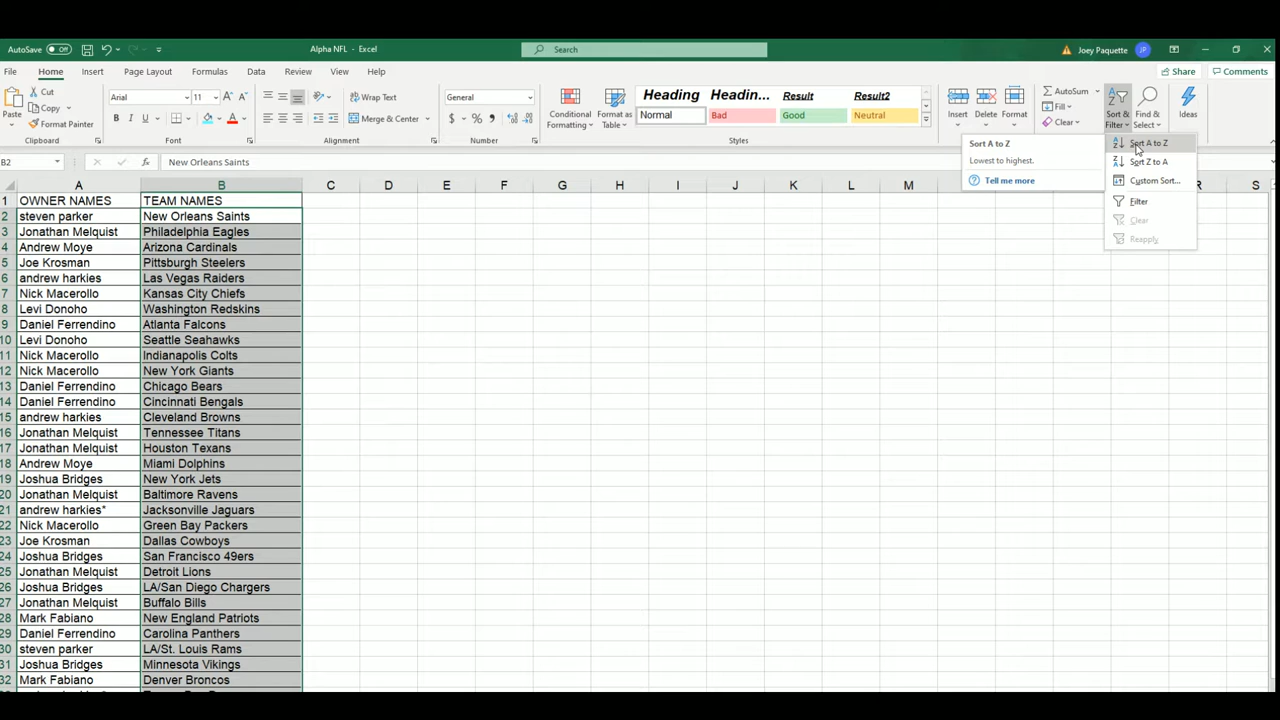 AutoSave Off Alpha NFL - Excel Search Joey Paquette JP
File Home Insert Page Layout Formulas Data Review View Help Share Comments
Cut Arial 11 Wrap Text General Heading Headin... Result Result2 AutoSum
Copy Fill
Paste Format Painter Merge & Center Conditional Formatting Format as Table Normal Bad Good Neutral Insert Delete Format Clear Sort & Filter Find & Select Ideas
Clipboard Font Alignment Number Styles Cells Ideas
B2 New Orleans Saints
Sort A to Z
Lowest to highest.
Tell me more
Sort A to Z
Sort Z to A
Custom Sort...
Filter
Clear
Reapply
A B C D E F G H I J K L M R S
1 OWNER NAMES TEAM NAMES
2 steven parker New Orleans Saints
3 Jonathan Melquist Philadelphia Eagles
4 Andrew Moye Arizona Cardinals
5 Joe Krosman Pittsburgh Steelers
6 andrew harkies Las Vegas Raiders
7 Nick Macerollo Kansas City Chiefs
8 Levi Donoho Washington Redskins
9 Daniel Ferrendino Atlanta Falcons
10 Levi Donoho Seattle Seahawks
11 Nick Macerollo Indianapolis Colts
12 Nick Macerollo New York Giants
13 Daniel Ferrendino Chicago Bears
14 Daniel Ferrendino Cincinnati Bengals
15 andrew harkies Cleveland Browns
16 Jonathan Melquist Tennessee Titans
17 Jonathan Melquist Houston Texans
18 Andrew Moye Miami Dolphins
19 Joshua Bridges New York Jets
20 Jonathan Melquist Baltimore Ravens
21 andrew harkies* Jacksonville Jaguars
22 Nick Macerollo Green Bay Packers
23 Joe Krosman Dallas Cowboys
24 Joshua Bridges San Francisco 49ers
25 Jonathan Melquist Detroit Lions
26 Joshua Bridges LA/San Diego Chargers
27 Jonathan Melquist Buffalo Bills
28 Mark Fabiano New England Patriots
29 Daniel Ferrendino Carolina Panthers
30 steven parker LA/St. Louis Rams
31 Joshua Bridges Minnesota Vikings
32 Mark Fabiano Denver Broncos